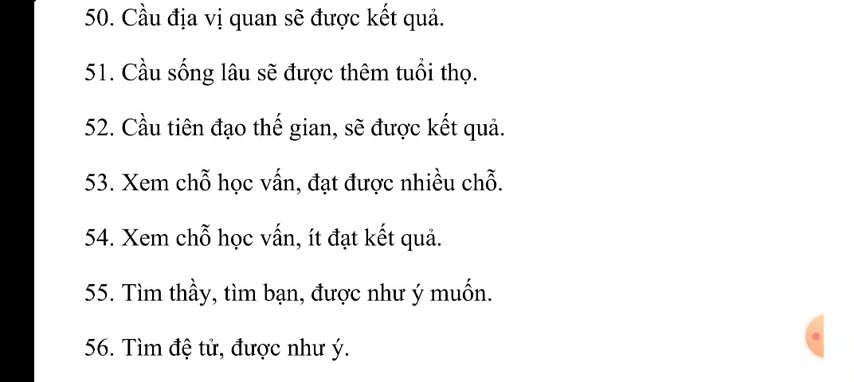 50. Cầu địa vị quan sẽ được kết quả.
51. Cầu sống lâu sẽ được thêm tuổi thọ.
52. Cầu tiên đạo thế gian, sẽ được kết quả.
53. Xem chỗ học vấn, đạt được nhiều chỗ.
54. Xem chỗ học vấn, ít đạt kết quả.
55. Tìm thầy, tìm bạn, được như ý muốn.
56. Tìm đệ tử, được như ý.